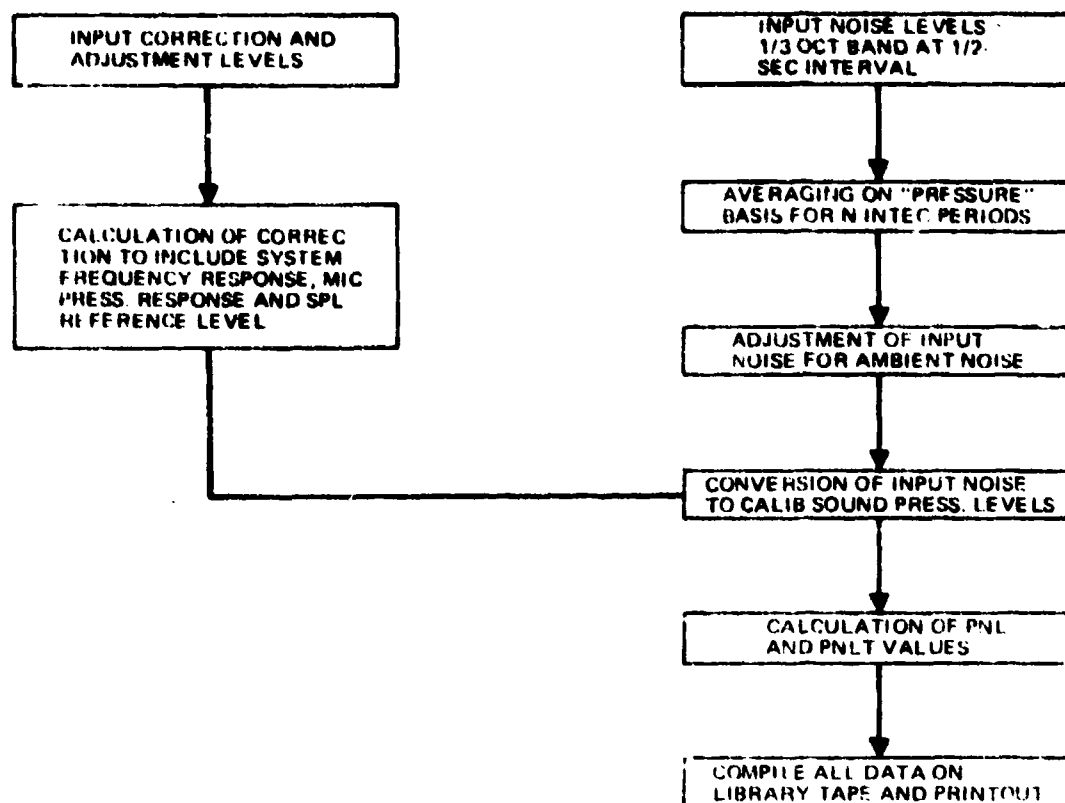 INPUT CORRECTION AND
ADJUSTMENT LEVELS
CALCULATION OF CORREC
TION TO INCLUDE SYSTEM
FREQUENCY RESPONSE, MIC
PRESS. RESPONSE AND SPL
REFERENCE LEVEL
INPUT NOISE LEVELS
1/3 OCT BAND AT 1/2-
SEC INTERVAL
AVERAGING ON "PRESSURE"
BASIS FOR N INTEC PERIODS
ADJUSTMENT OF INPUT
NOISE FOR AMBIENT NOISE
CONVERSION OF INPUT NOISE
TO CALIB SOUND PRESS. LEVELS
CALCULATION OF PNL
AND PNLT VALUES
COMPILE ALL DATA ON
LIBRARY TAPE AND PRINTOUT